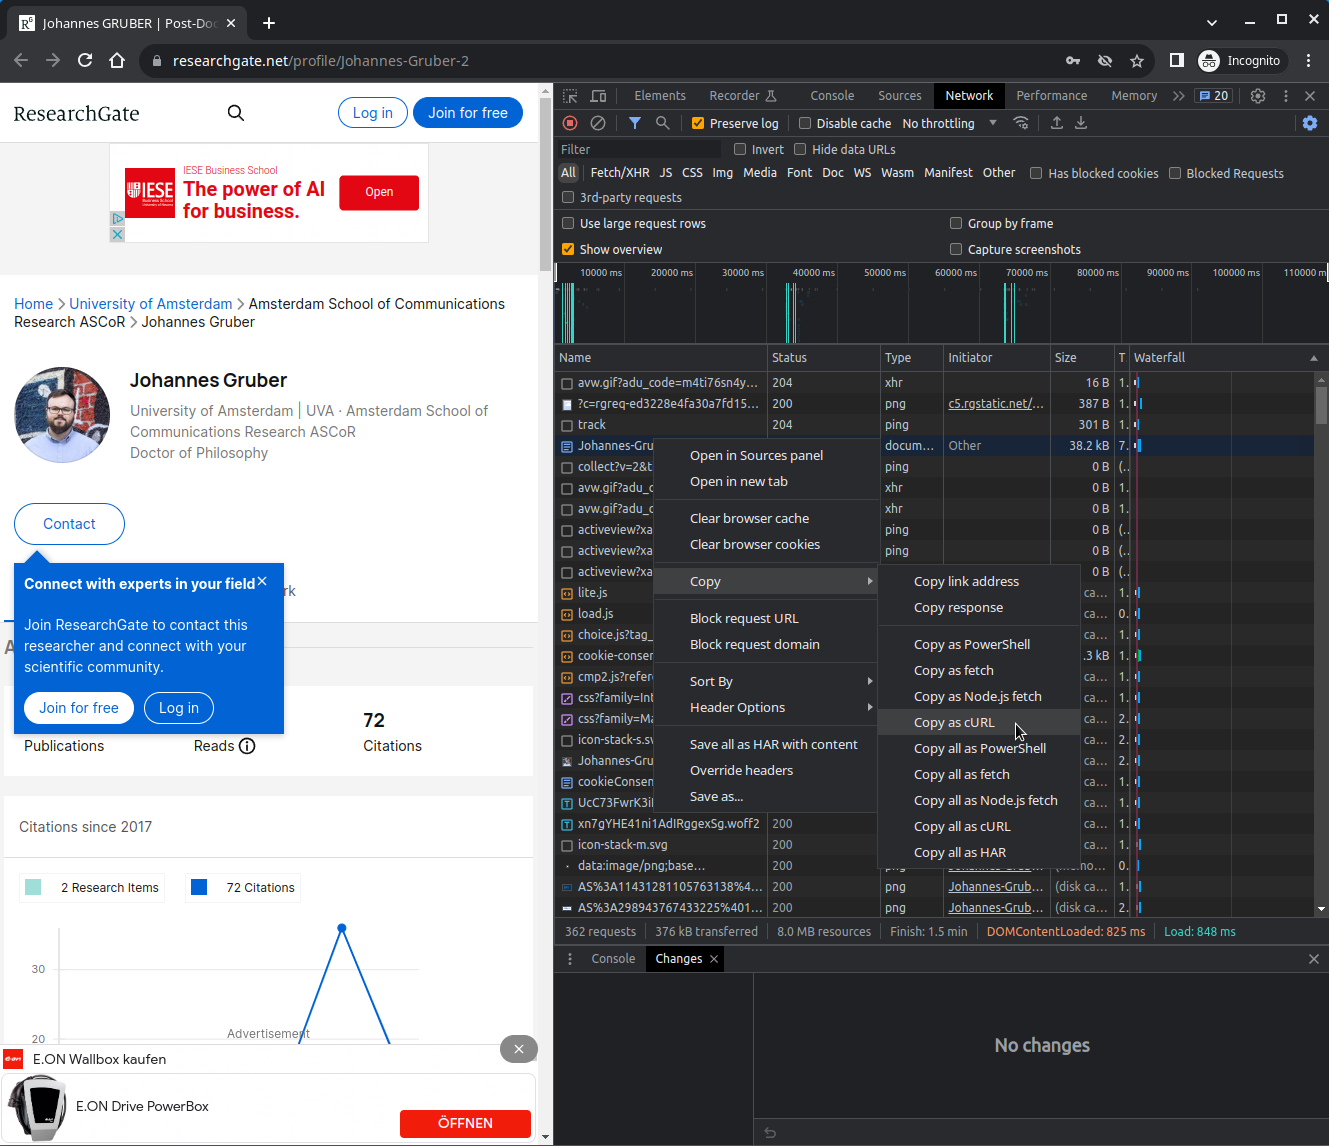 Johannes GRUBER | Post-Doc
researchgate.net/profile/Johannes-Gruber-2
Incognito
ResearchGate
Log in
Join for free
IESE Business School
The power of AI
for business.
IESE
Open
Home > University of Amsterdam > Amsterdam School of Communications
Research ASCoR > Johannes Gruber
Johannes Gruber
University of Amsterdam | UVA · Amsterdam School of
Communications Research ASCoR
Doctor of Philosophy
Contact
Connect with experts in your field
Join ResearchGate to contact this
researcher and connect with your
scientific community.
Join for free
Log in
rk
72
Publications
Reads
Citations
Citations since 2017
2 Research Items
72 Citations
30
20
Advertisement
E.ON Wallbox kaufen
E.ON Drive PowerBox
ÖFFNEN
Elements
Recorder
Console
Sources
Network
Performance
Memory
20
Preserve log
Disable cache
No throttling
Filter
Invert
Hide data URLs
All
Fetch/XHR
JS
CSS
Img
Media
Font
Doc
WS
Wasm
Manifest
Other
Has blocked cookies
Blocked Requests
3rd-party requests
Use large request rows
Group by frame
Show overview
Capture screenshots
10000 ms
20000 ms
30000 ms
40000 ms
50000 ms
60000 ms
70000 ms
80000 ms
90000 ms
100000 ms
110000 m
Name Status Type Initiator Size T Waterfall
avw.gif?adu_code=m4ti76sn4y... 204 xhr 16 B 1.
?c=rgreq-ed3228e4fa30a7fd15... 200 png c5.rgstatic.net/... 387 B 1.
track 204 ping 301 B 1.
Johannes-Gru docum... Other 38.2 kB 7.
collect?v=2&t ping 0 B (..
avw.gif?adu_c xhr 0 B 1.
avw.gif?adu_c xhr 0 B 1.
activeview?xa ping 0 B (..
activeview?xa ping 0 B (..
activeview?xa 0 B (..
lite.js ca... 1.
load.js ca... 0.
choice.js?tag_ ca... 1.
cookie-conser .3 kB 1.
cmp2.js?refer ca... 1.
css?family=Int ca... 1.
css?family=Ma ca... 2.
icon-stack-s.sv ca... 2.
Johannes-Gru ca... 2.
cookieConsen ca... 1.
UcC73FwrK3i ca... 1.
xn7gYHE41ni1AdIRggexSg.woff2 200 ca... 1.
icon-stack-m.svg 200 ca... 1.
data:image/png;base... 200 0.
AS%3A11431281105763138%4... 200 png Johannes-Grub... (disk ca... 1.
AS%3A298943767433225%401... 200 png Johannes-Grub... (disk ca... 2.
Open in Sources panel
Open in new tab
Clear browser cache
Clear browser cookies
Copy
Block request URL
Block request domain
Sort By
Header Options
Save all as HAR with content
Override headers
Save as...
Copy link address
Copy response
Copy as PowerShell
Copy as fetch
Copy as Node.js fetch
Copy as cURL
Copy all as PowerShell
Copy all as fetch
Copy all as Node.js fetch
Copy all as cURL
Copy all as HAR
362 requests
376 kB transferred
8.0 MB resources
Finish: 1.5 min
DOMContentLoaded: 825 ms
Load: 848 ms
Console
Changes
No changes